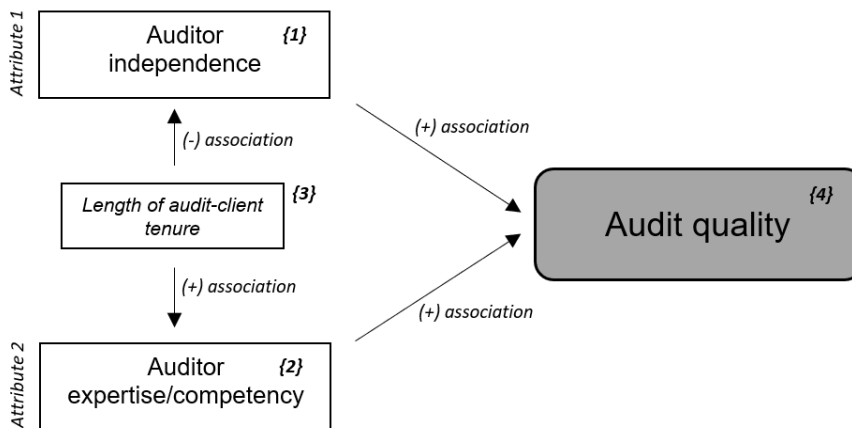 Attribute 1
Auditor {1}
independence
(-) association
(+) association
Length of audit-client {3}
tenure
{4}
Audit quality
(+) association
(+) association
Attribute 2
Auditor {2}
expertise/competency